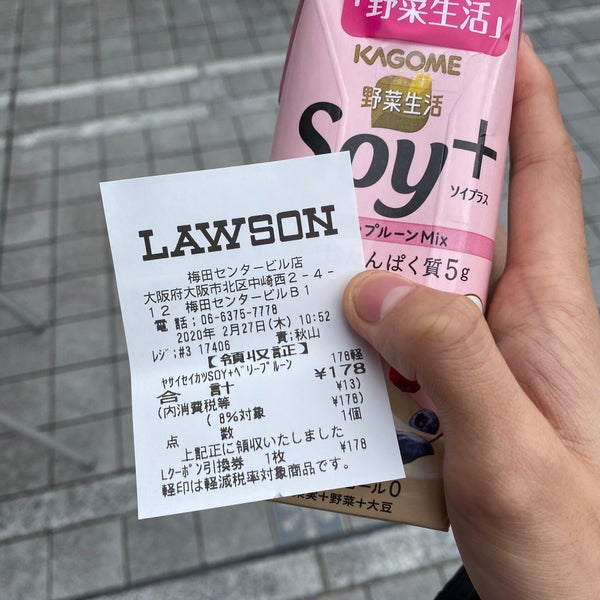 「野菜生活」
KAGOME
野菜生活
Soy+
ソイプラス
プルーンMix
んぱく質5g
ール0
果実+野菜+大豆
LAWSON
梅田センタービル店
大阪府大阪市北区中崎西2-4-
12 梅田センタービルB1
電話:06-6375-7778
2020年 2月27日(木) 10:52
レジ:#3 17406 責:秋山
【領収証】
ヤサイセイカツSOY+ベリープルーン 178軽
合 計 ¥178
(内消費税等 ¥13)
( 8%対象 ¥178)
点 数 1個
上記正に領収いたしました
Lクーポン引換券 1枚 ¥178
軽印は軽減税率対象商品です。